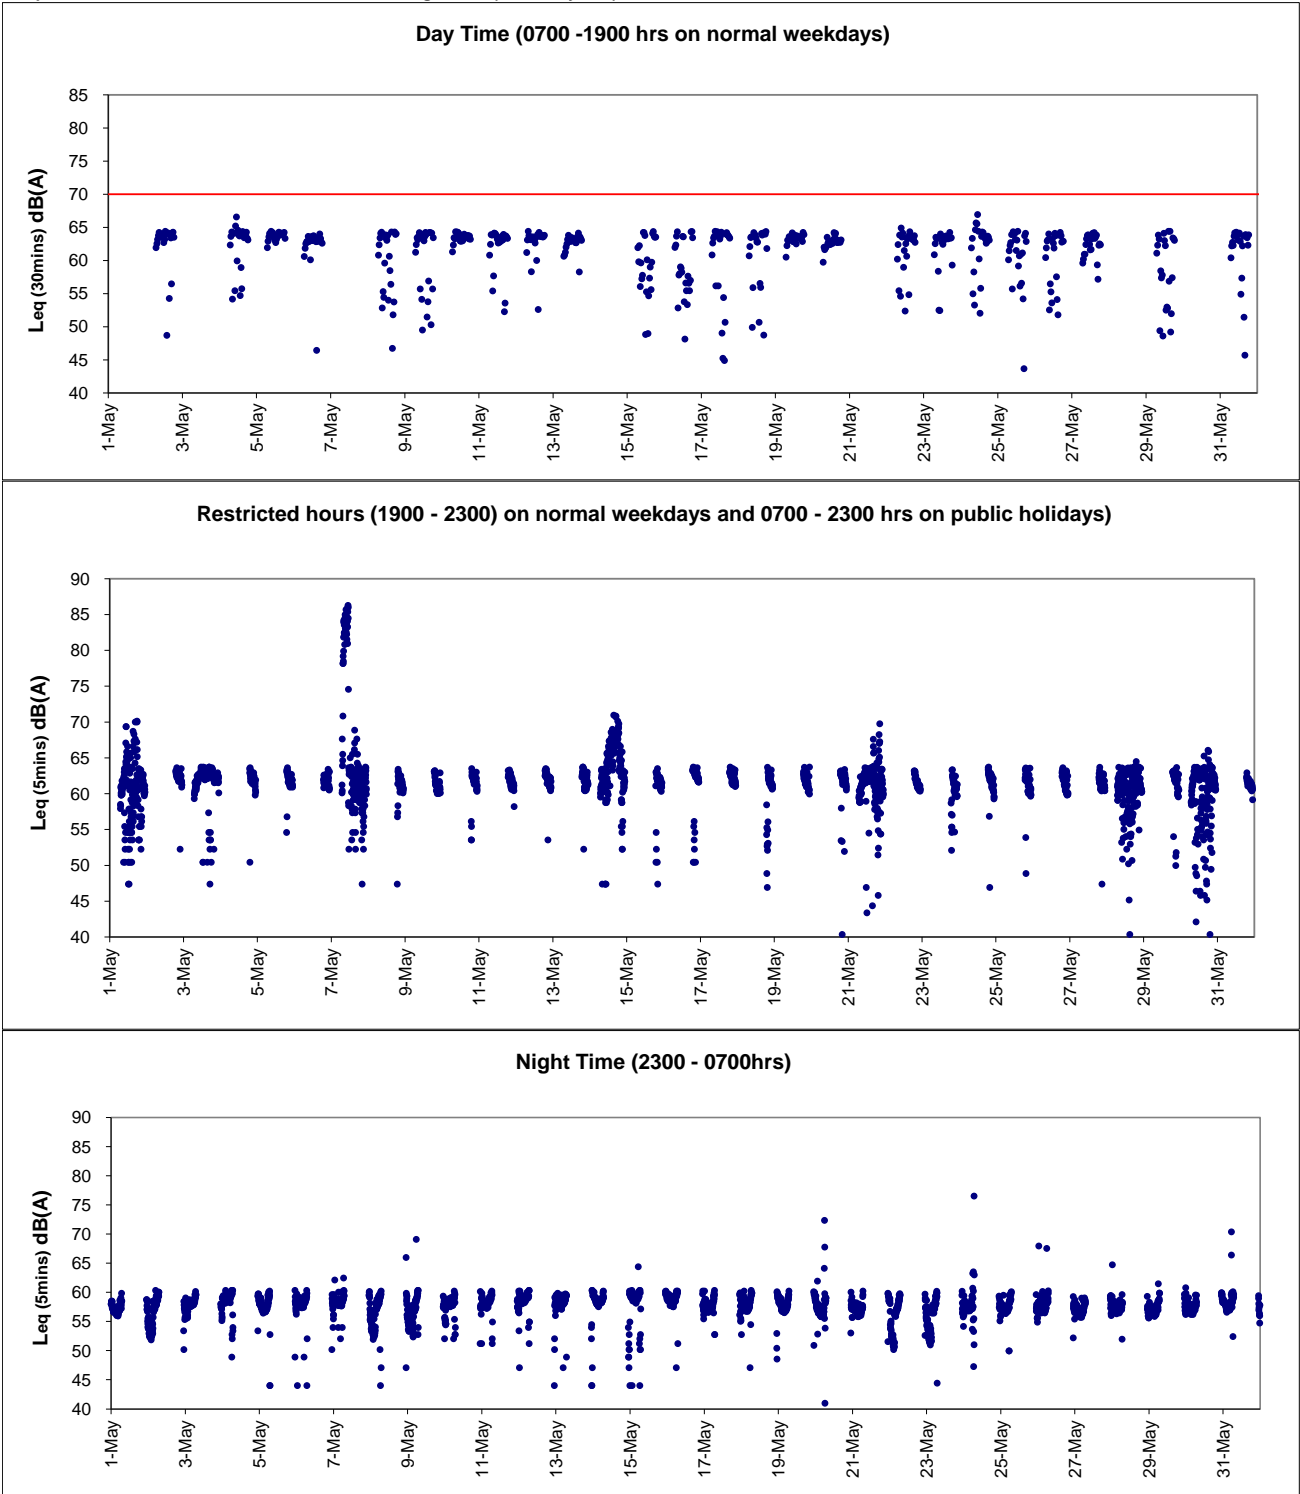 Day Time (0700 -1900 hrs on normal weekdays)
Leq (30mins) dB(A)
85
80
75
70
65
60
55
50
45
40
1-May
3-May
5-May
7-May
9-May
11-May
13-May
15-May
17-May
19-May
21-May
23-May
25-May
27-May
29-May
31-May
Restricted hours (1900 - 2300) on normal weekdays and 0700 - 2300 hrs on public holidays)
Leq (5mins) dB(A)
90
85
80
75
70
65
60
55
50
45
40
1-May
3-May
5-May
7-May
9-May
11-May
13-May
15-May
17-May
19-May
21-May
23-May
25-May
27-May
29-May
31-May
Night Time (2300 - 0700hrs)
Leq (5mins) dB(A)
90
85
80
75
70
65
60
55
50
45
40
1-May
3-May
5-May
7-May
9-May
11-May
13-May
15-May
17-May
19-May
21-May
23-May
25-May
27-May
29-May
31-May